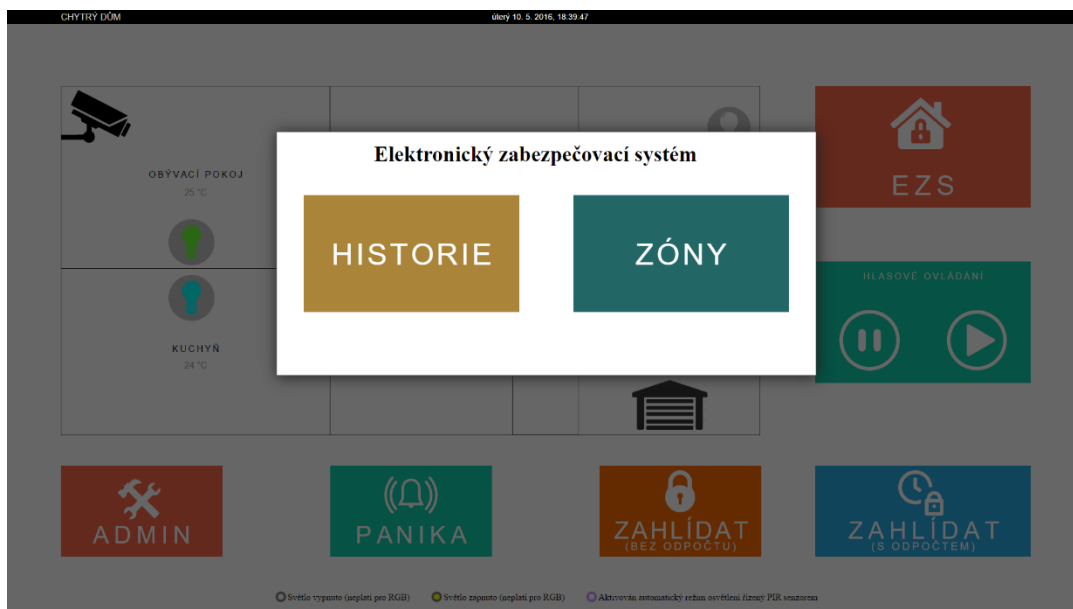 CHYTRÝ DŮM
úterý 10. 5. 2016, 18:39:47
Elektronický zabezpečovací systém
HISTORIE
ZÓNY
OBÝVACÍ POKOJ
25 °C
KUCHYŇ
24 °C
EZS
HLASOVÉ OVLÁDÁNÍ
ADMIN
PANIKA
ZAHLÍDAT
(BEZ ODPOČTU)
ZAHLÍDAT
(S ODPOČTEM)
Světlo vypnuto (neplatí pro RGB)
Světlo zapnuto (neplatí pro RGB)
Aktivován automatický režim osvětlení řízený PIR senzorem